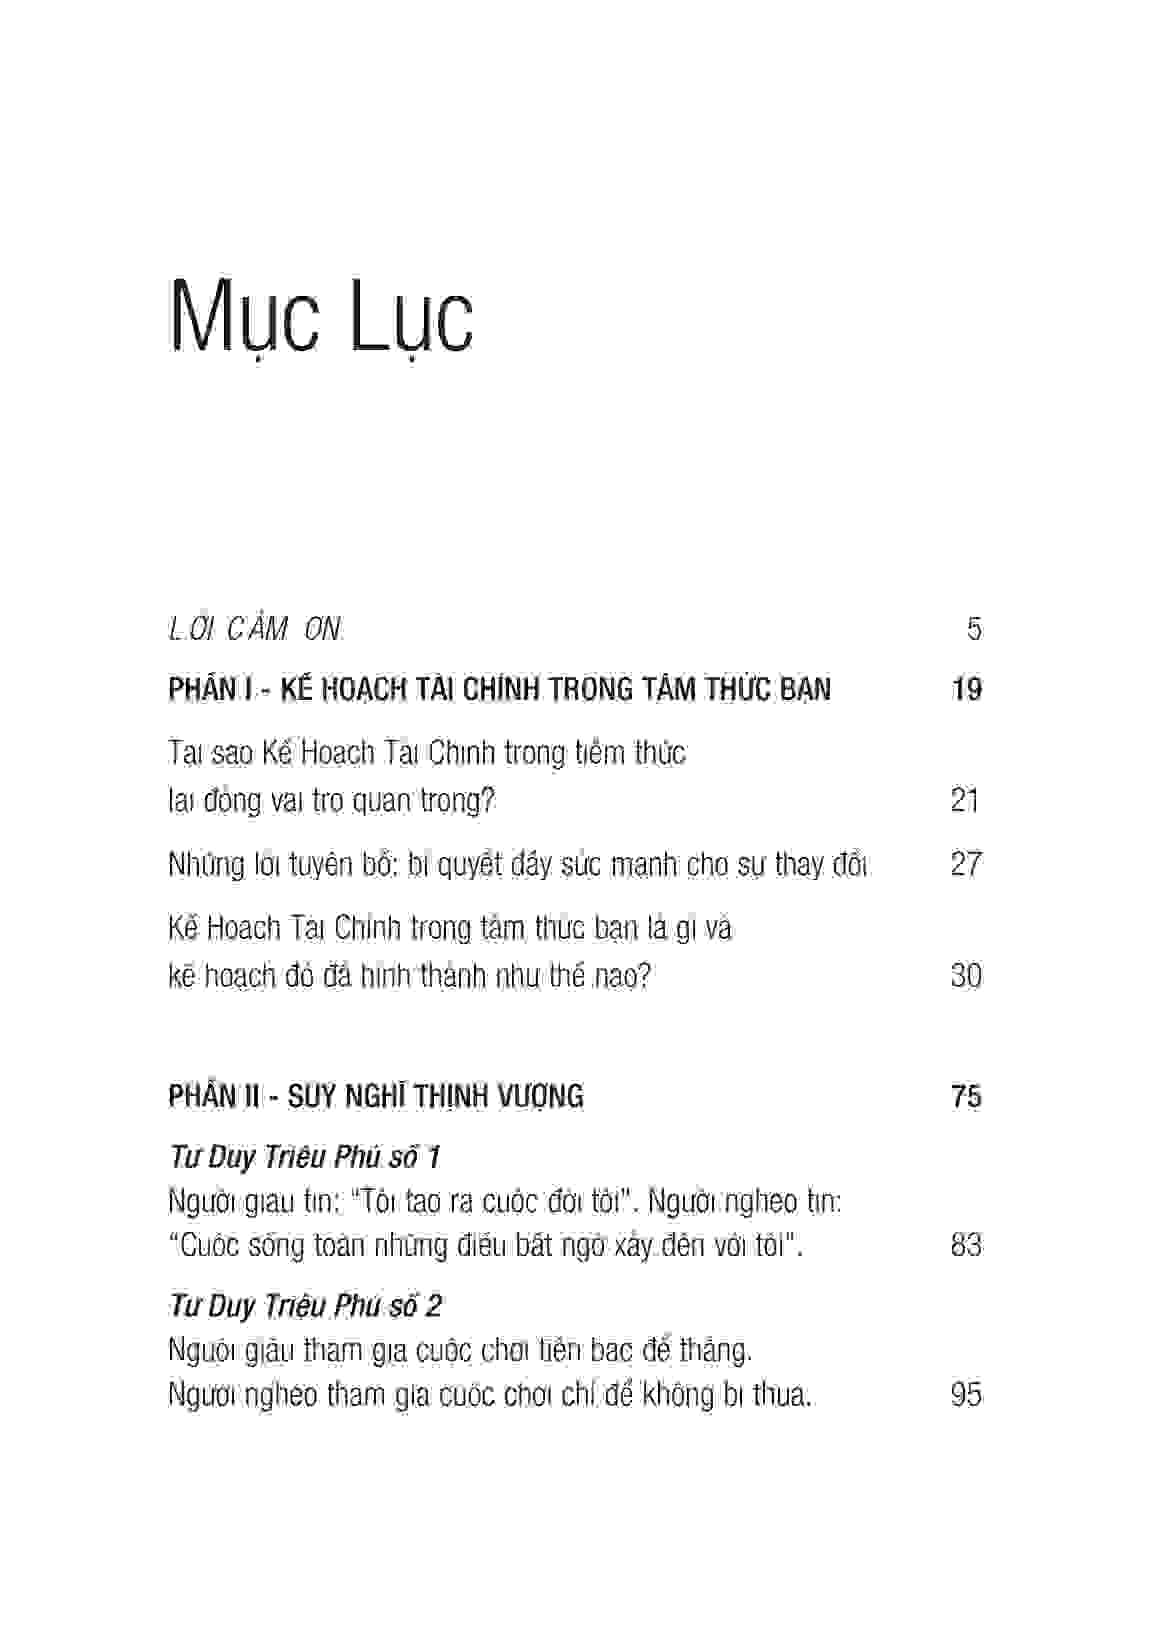 Mục Lục
LỜI CẢM ƠN 5
PHẦN I - KẾ HOẠCH TÀI CHÍNH TRONG TÂM THỨC BẠN 19
Tại sao Kế Hoạch Tài Chính trong tiềm thức
lại đóng vai trò quan trọng? 21
Những lời tuyên bố: bí quyết đầy sức mạnh cho sự thay đổi 27
Kế Hoạch Tài Chính trong tâm thức bạn là gì và
kế hoạch đó đã hình thành như thế nào? 30
PHẦN II - SUY NGHĨ THỊNH VƯỢNG 75
Tư Duy Triệu Phú số 1
Người giàu tin: “Tôi tạo ra cuộc đời tôi”. Người nghèo tin:
“Cuộc sống toàn những điều bất ngờ xảy đến với tôi”. 83
Tư Duy Triệu Phú số 2
Người giàu tham gia cuộc chơi tiền bạc để thắng.
Người nghèo tham gia cuộc chơi chỉ để không bị thua. 95